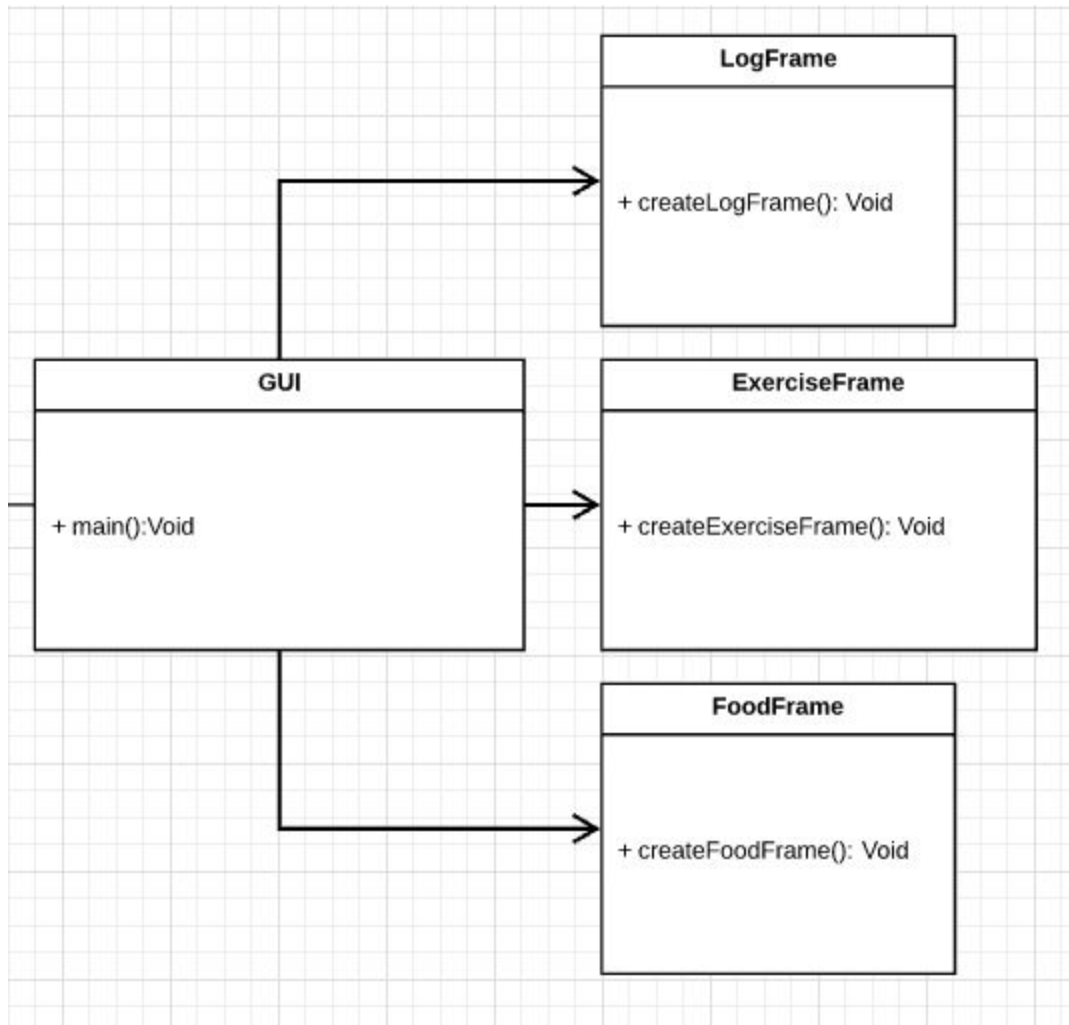 LogFrame
+ createLogFrame(): Void
GUI
+ main():Void
ExerciseFrame
+ createExerciseFrame(): Void
FoodFrame
+ createFoodFrame(): Void